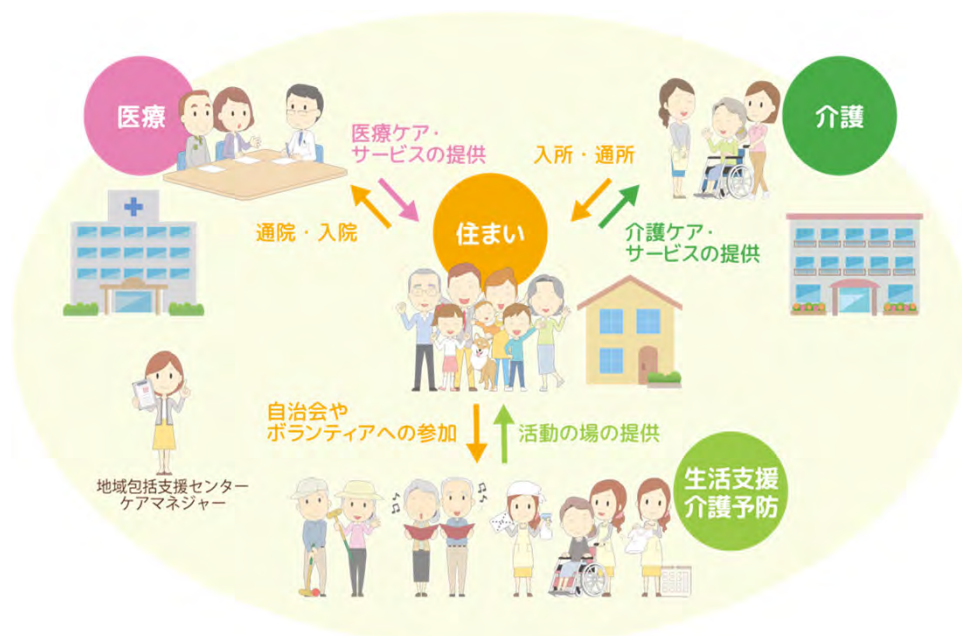 医療
介護
医療ケア・
サービスの提供
入所・通所
通院・入院
住まい
介護ケア・
サービスの提供
自治会や
ボランティアへの参加
活動の場の提供
生活支援
介護予防
地域包括支援センター
ケアマネジャー